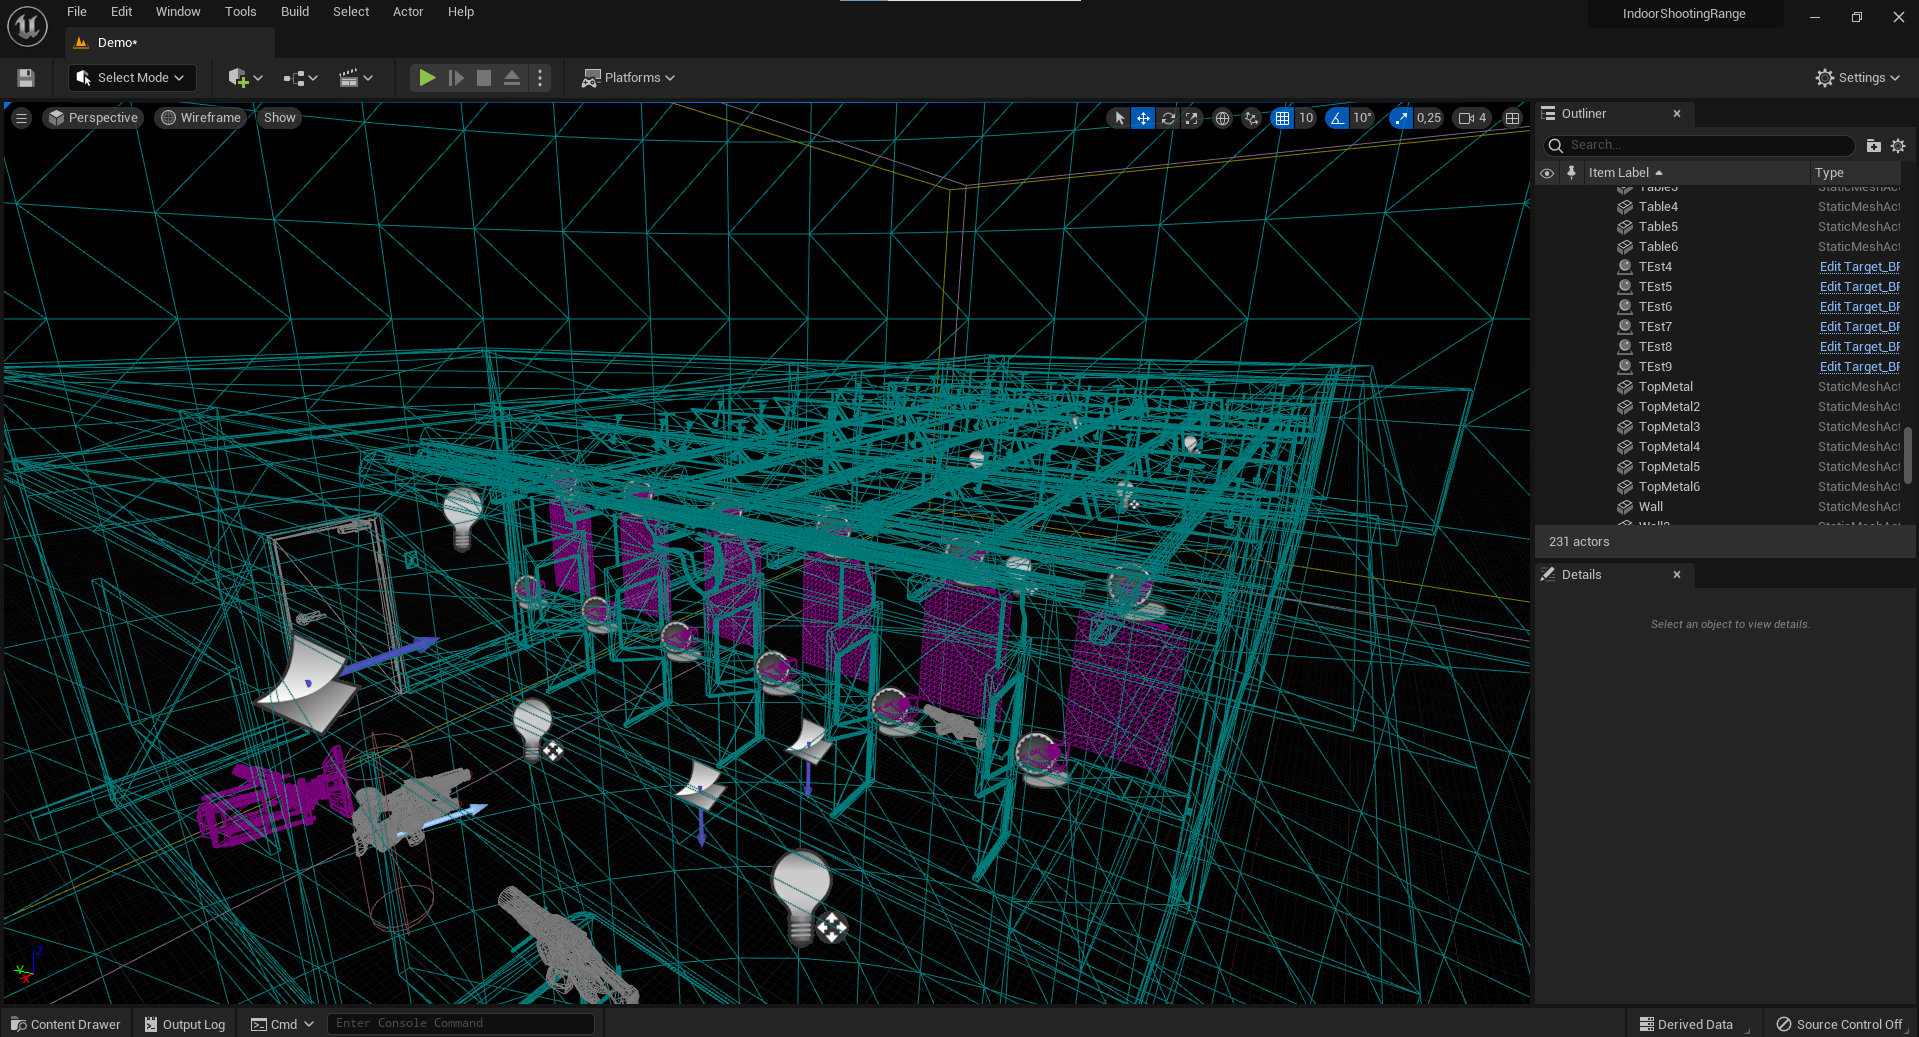 File Edit Window Tools Build Select Actor Help
IndoorShootingRange
Demo*
Select Mode
Platforms
Settings
Perspective
Wireframe
Show
10
10°
0,25
4
Outliner
Search...
Item Label
Type
Table3 StaticMeshAct
Table4 StaticMeshAct
Table5 StaticMeshAct
Table6 StaticMeshAct
TEst4 Edit Target_BP
TEst5 Edit Target_BP
TEst6 Edit Target_BP
TEst7 Edit Target_BP
TEst8 Edit Target_BP
TEst9 Edit Target_BP
TopMetal StaticMeshAct
TopMetal2 StaticMeshAct
TopMetal3 StaticMeshAct
TopMetal4 StaticMeshAct
TopMetal5 StaticMeshAct
TopMetal6 StaticMeshAct
Wall StaticMeshAct
231 actors
Details
Select an object to view details.
Z
Y
X
Content Drawer
Output Log
Cmd
Enter Console Command
Derived Data
Source Control Off